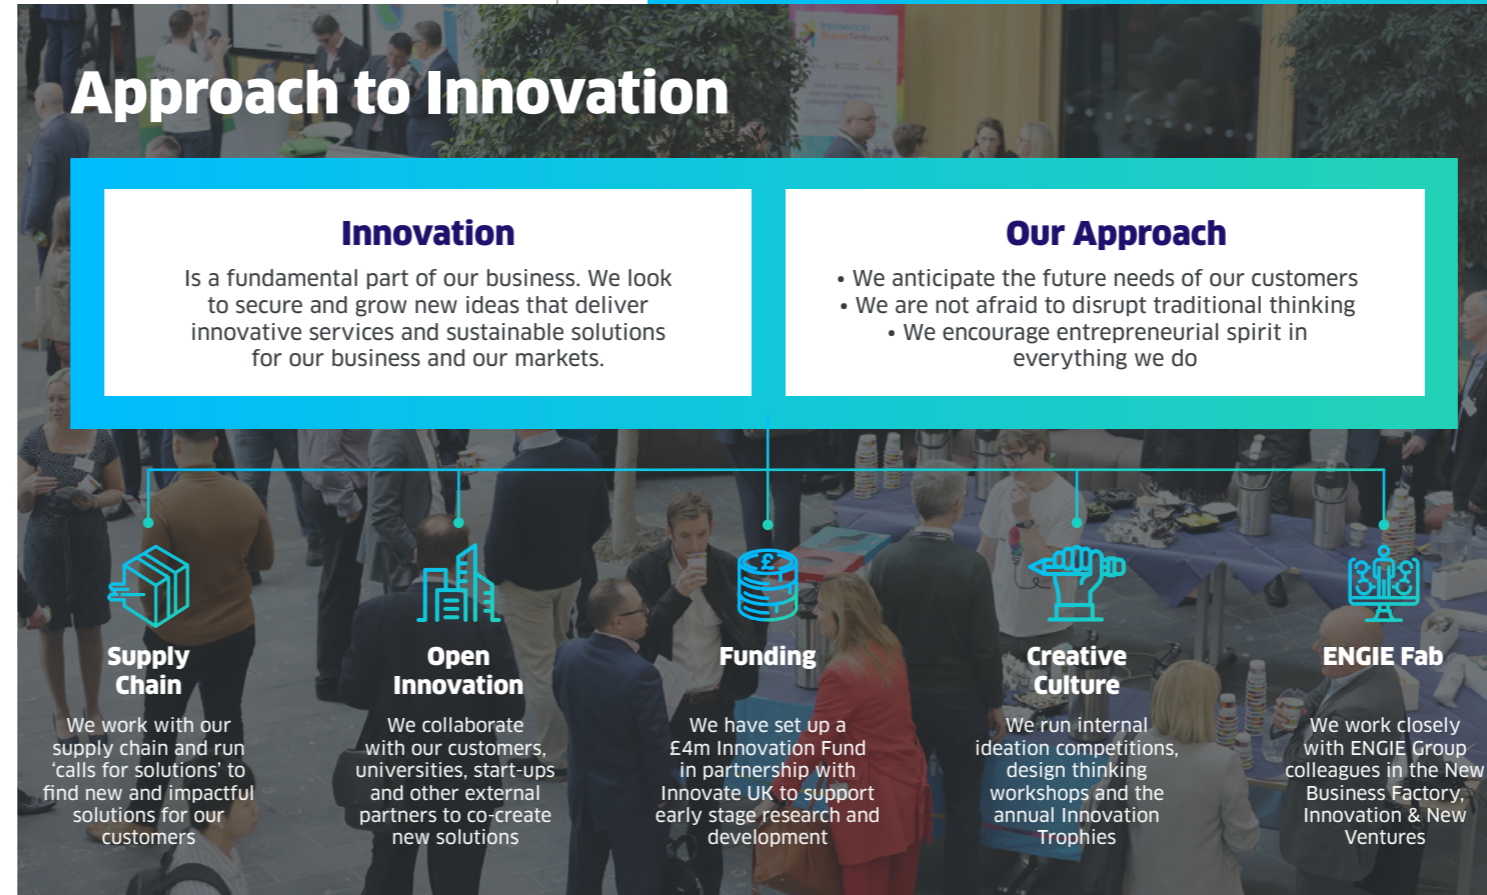 Innovation
SuperNetwork
Approach to Innovation
Innovation
Is a fundamental part of our business. We look
to secure and grow new ideas that deliver
innovative services and sustainable solutions
for our business and our markets.
Our Approach
• We anticipate the future needs of our customers
• We are not afraid to disrupt traditional thinking
• We encourage entrepreneurial spirit in
everything we do
Supply
Chain
We work with our
supply chain and run
‘calls for solutions’ to
find new and impactful
solutions for our
customers
Open
Innovation
We collaborate
with our customers,
universities, start-ups
and other external
partners to co-create
new solutions
£
Funding
We have set up a
£4m Innovation Fund
in partnership with
Innovate UK to support
early stage research and
development
Creative
Culture
We run internal
ideation competitions,
design thinking
workshops and the
annual Innovation
Trophies
ENGIE Fab
We work closely
with ENGIE Group
colleagues in the New
Business Factory,
Innovation & New
Ventures